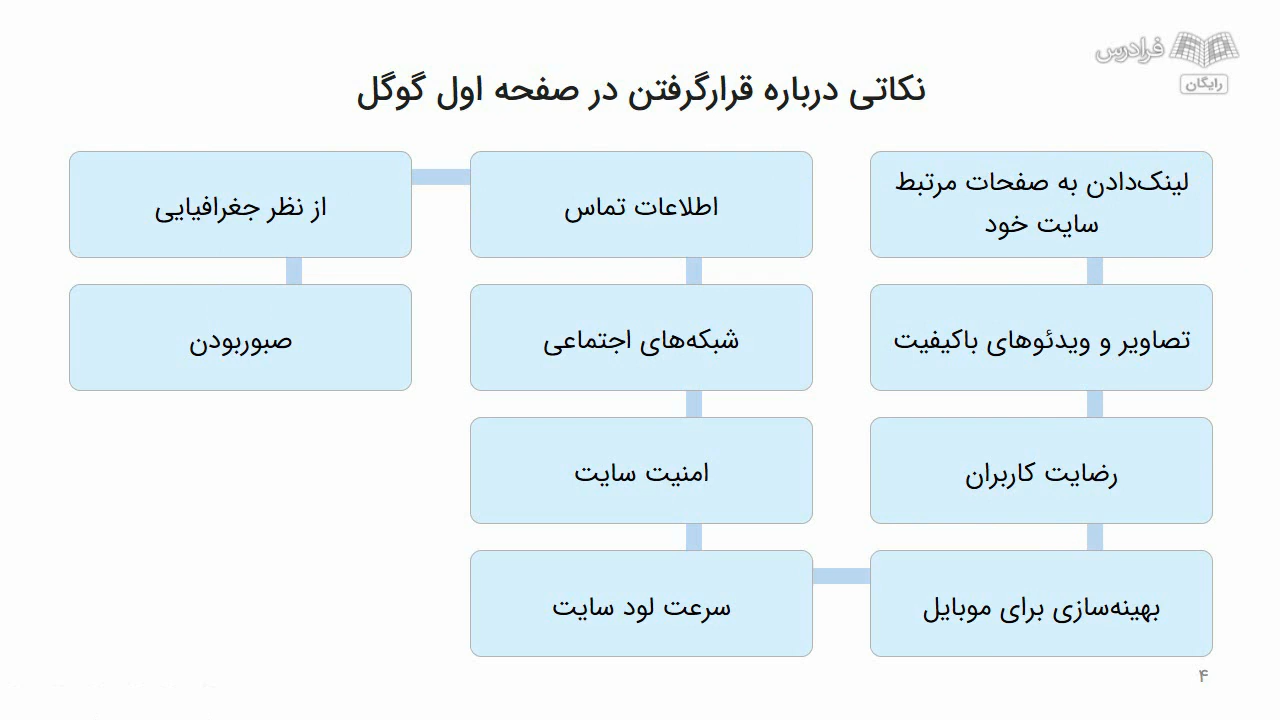 فرادرس
رایگان
نکاتی درباره قرارگرفتن در صفحه اول گوگل
لینک‌دادن به صفحات مرتبط
سایت خود
تصاویر و ویدئوهای باکیفیت
رضایت کاربران
بهینه‌سازی برای موبایل
سرعت لود سایت
امنیت سایت
شبکه‌های اجتماعی
اطلاعات تماس
از نظر جغرافیایی
صبوربودن
۴